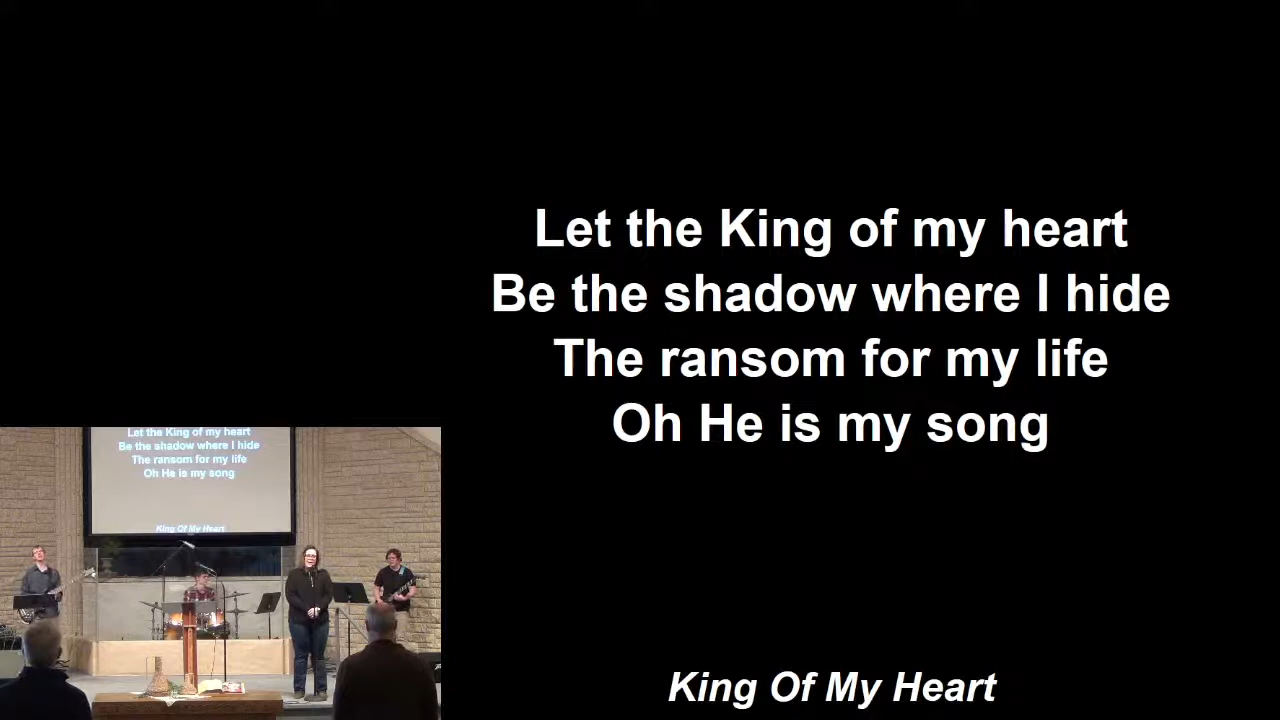 Let the King of my heart
Be the shadow where I hide
The ransom for my life
Oh He is my song
King Of My Heart
Let the King of my heart
Be the shadow where I hide
The ransom for my life
Oh He is my song
King Of My Heart